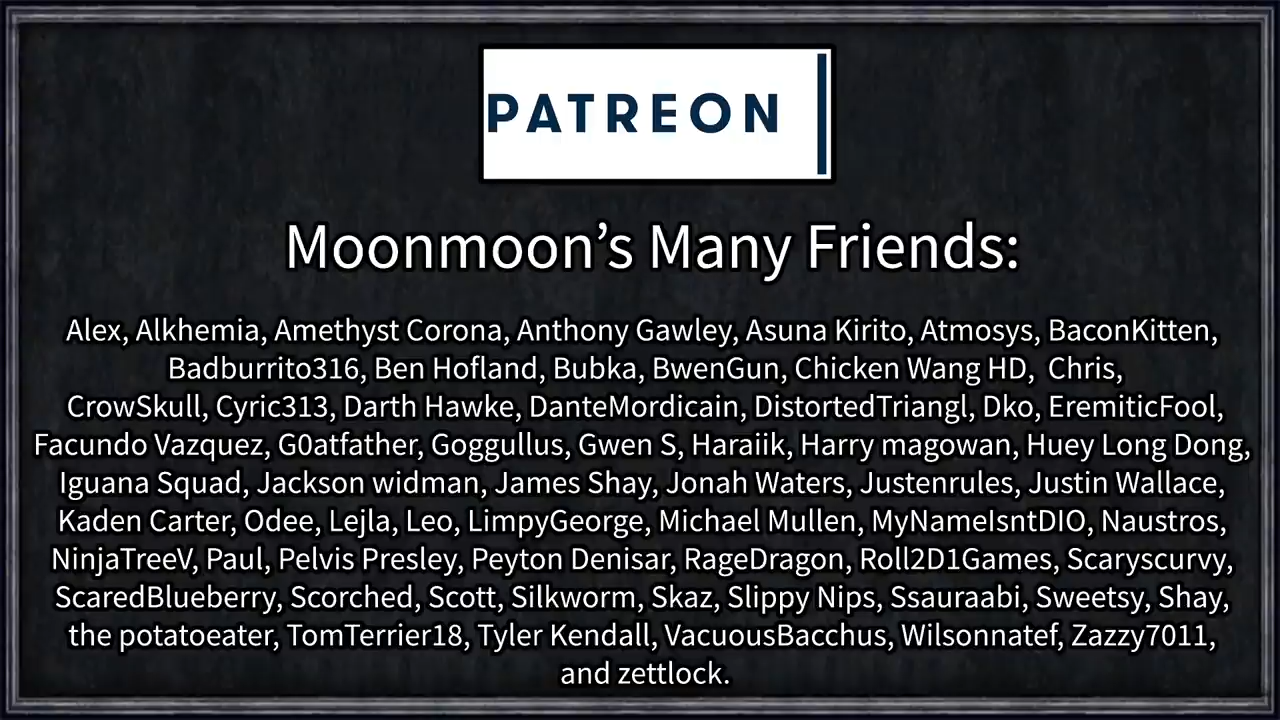 PATREON
Moonmoon’s Many Friends:
Alex, Alkhemia, Amethyst Corona, Anthony Gawley, Asuna Kirito, Atmosys, BaconKitten,
Badburrito316, Ben Hofland, Bubka, BwenGun, Chicken Wang HD, Chris,
CrowSkull, Cyric313, Darth Hawke, DanteMordicain, DistortedTriangl, Dko, EremiticFool,
Facundo Vazquez, G0atfather, Goggullus, Gwen S, Haraiik, Harry magowan, Huey Long Dong,
Iguana Squad, Jackson widman, James Shay, Jonah Waters, Justenrules, Justin Wallace,
Kaden Carter, Odee, Lejla, Leo, LimpyGeorge, Michael Mullen, MyNameIsntDIO, Naustros,
NinjaTreeV, Paul, Pelvis Presley, Peyton Denisar, RageDragon, Roll2D1Games, Scaryscurvy,
ScaredBlueberry, Scorched, Scott, Silkworm, Skaz, Slippy Nips, Ssauraabi, Sweetsy, Shay,
the potatoeater, TomTerrier18, Tyler Kendall, VacuousBacchus, Wilsonnatef, Zazzy7011,
and zettlock.